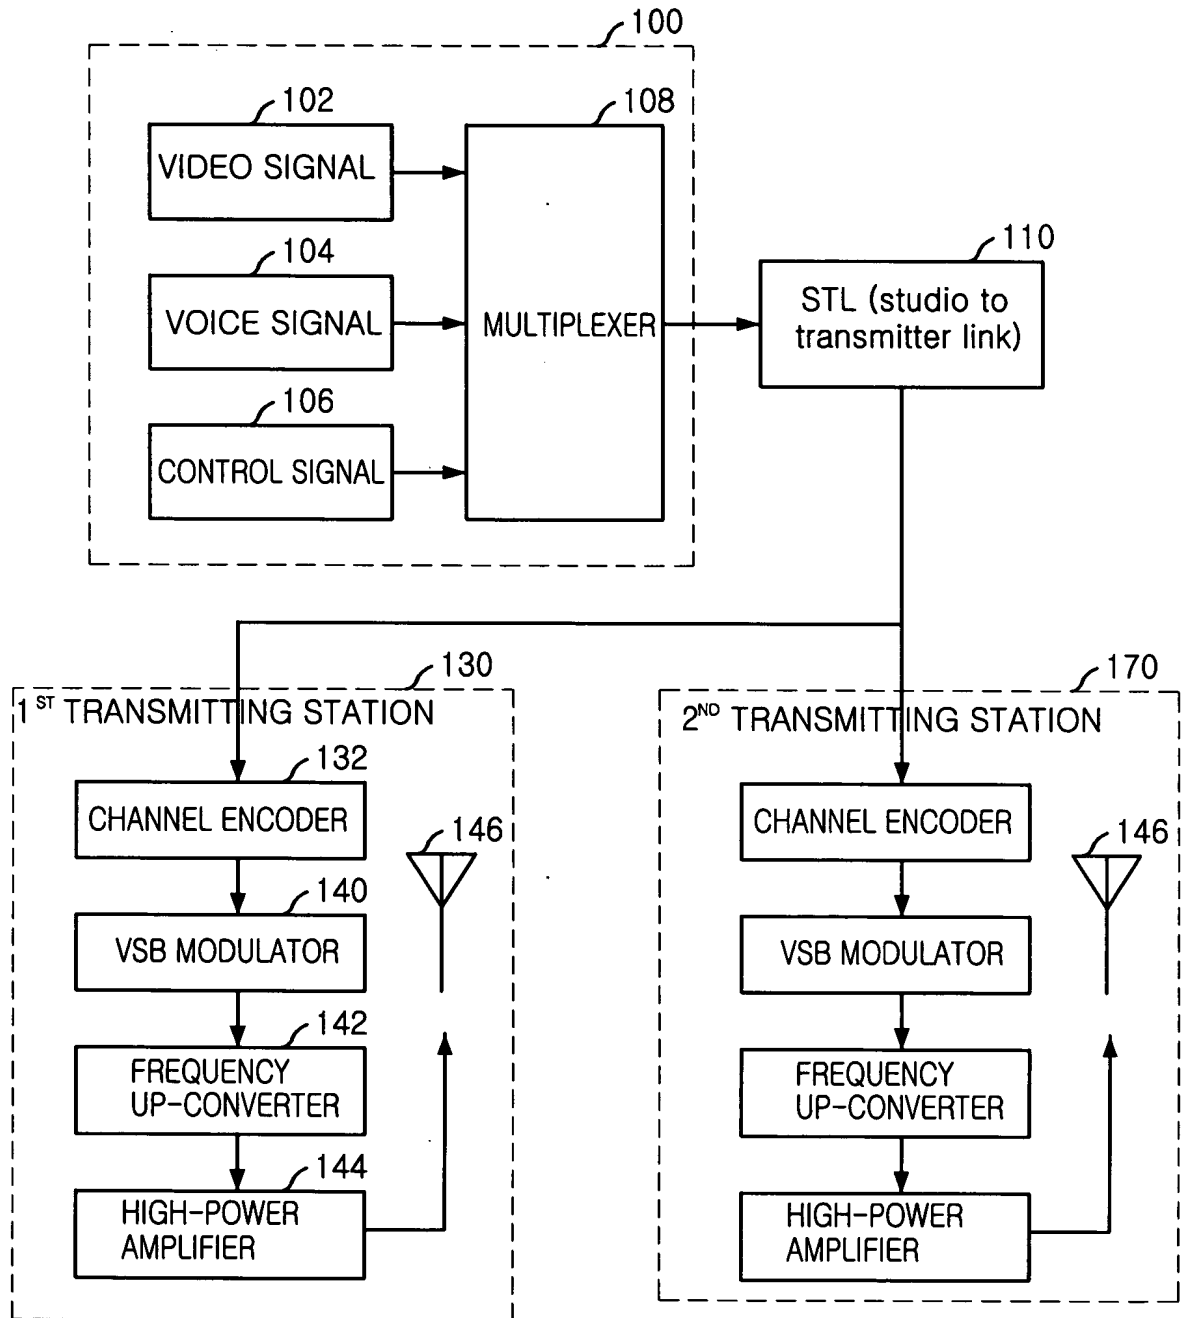 100
102
VIDEO SIGNAL
104
VOICE SIGNAL
106
CONTROL SIGNAL
108
MULTIPLEXER
110
STL (studio to
transmitter link)
130
1ST TRANSMITTING STATION
132
CHANNEL ENCODER
140
VSB MODULATOR
142
FREQUENCY
UP-CONVERTER
144
HIGH-POWER
AMPLIFIER
146
170
2ND TRANSMITTING STATION
CHANNEL ENCODER
VSB MODULATOR
FREQUENCY
UP-CONVERTER
HIGH-POWER
AMPLIFIER
146